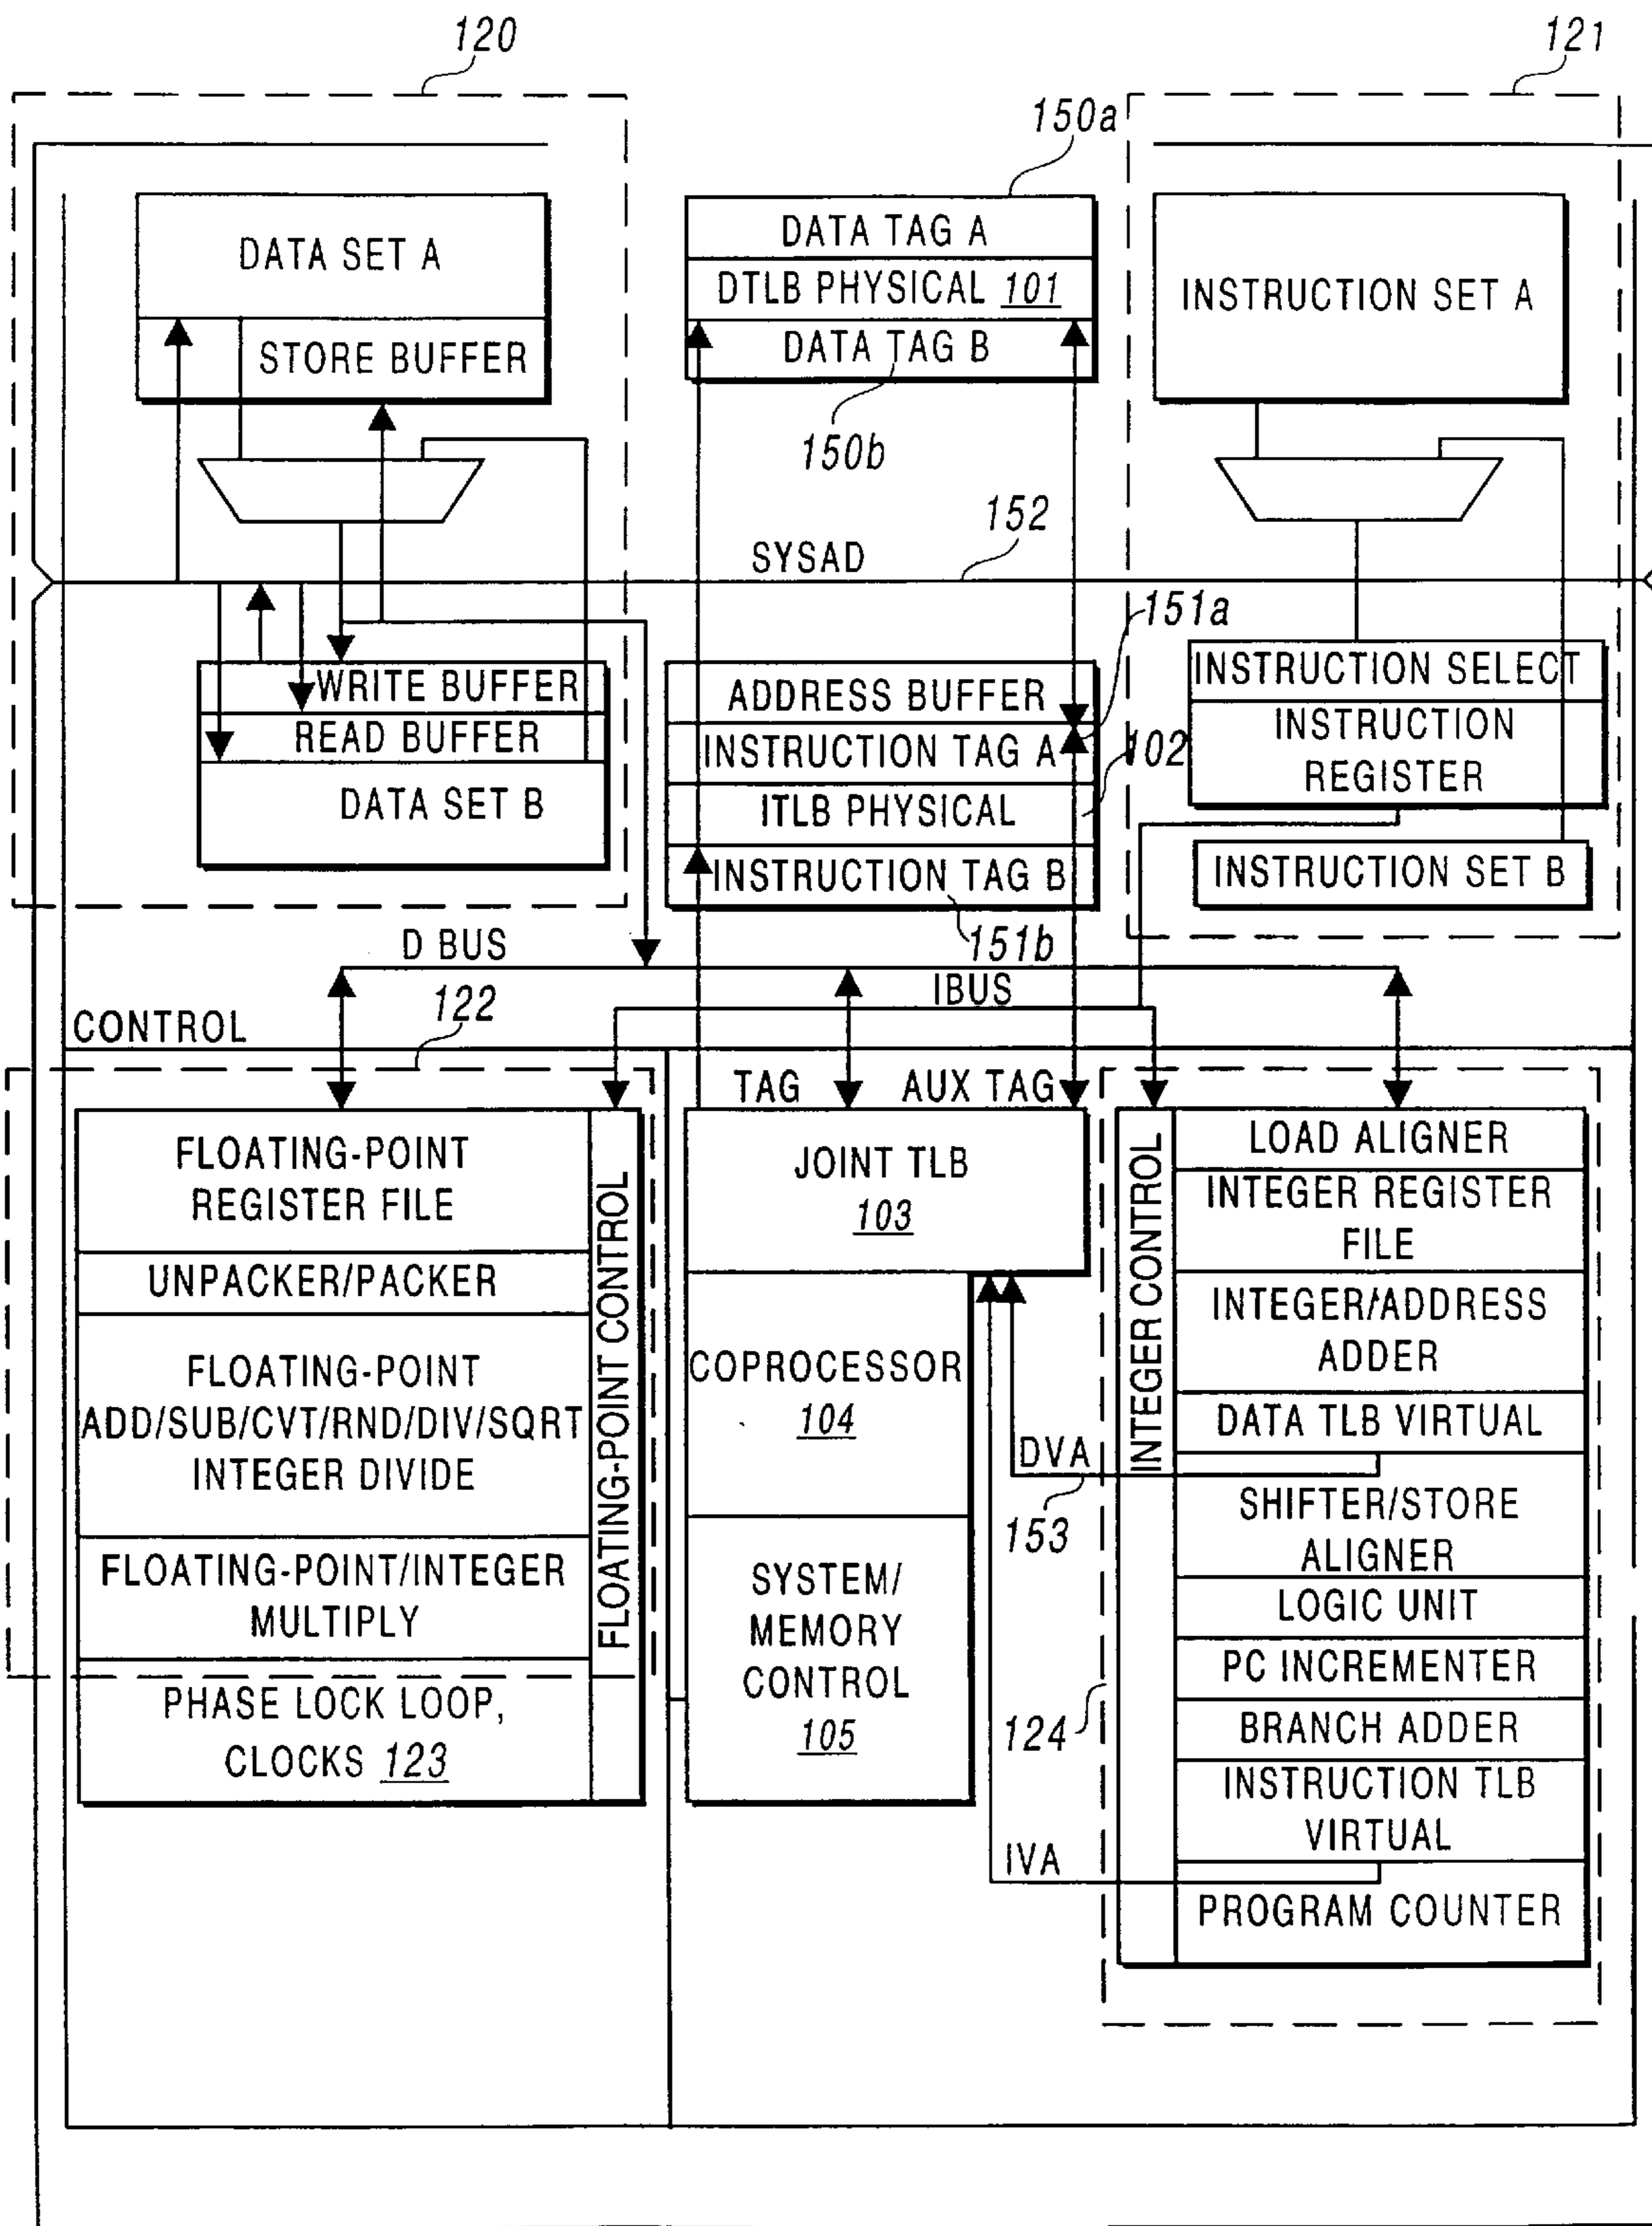 120
121
150a
DATA SET A
STORE BUFFER
DATA TAG A
DTLB PHYSICAL 101
DATA TAG B
150b
INSTRUCTION SET A
SYSAD
152
151a
WRITE BUFFER
READ BUFFER
DATA SET B
ADDRESS BUFFER
INSTRUCTION TAG A
ITLB PHYSICAL
INSTRUCTION TAG B
102
151b
INSTRUCTION SELECT
INSTRUCTION
REGISTER
INSTRUCTION SET B
D BUS
IBUS
122
CONTROL
TAG
AUX TAG
FLOATING-POINT
REGISTER FILE
UNPACKER/PACKER
FLOATING-POINT
ADD/SUB/CVT/RND/DIV/SQRT
INTEGER DIVIDE
FLOATING-POINT/INTEGER
MULTIPLY
PHASE LOCK LOOP,
CLOCKS 123
FLOATING-POINT CONTROL
JOINT TLB
103
COPROCESSOR
104
SYSTEM/
MEMORY
CONTROL
105
DVA
153
124
IVA
INTEGER CONTROL
LOAD ALIGNER
INTEGER REGISTER
FILE
INTEGER/ADDRESS
ADDER
DATA TLB VIRTUAL
SHIFTER/STORE
ALIGNER
LOGIC UNIT
PC INCREMENTER
BRANCH ADDER
INSTRUCTION TLB
VIRTUAL
PROGRAM COUNTER